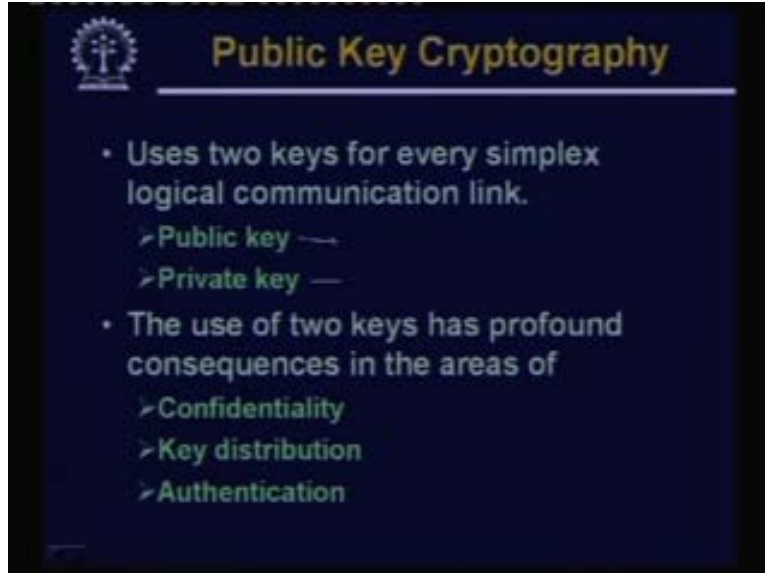 Public Key Cryptography
• Uses two keys for every simplex
logical communication link.
➢Public key
➢Private key
• The use of two keys has profound
consequences in the areas of
➢Confidentiality
➢Key distribution
➢Authentication